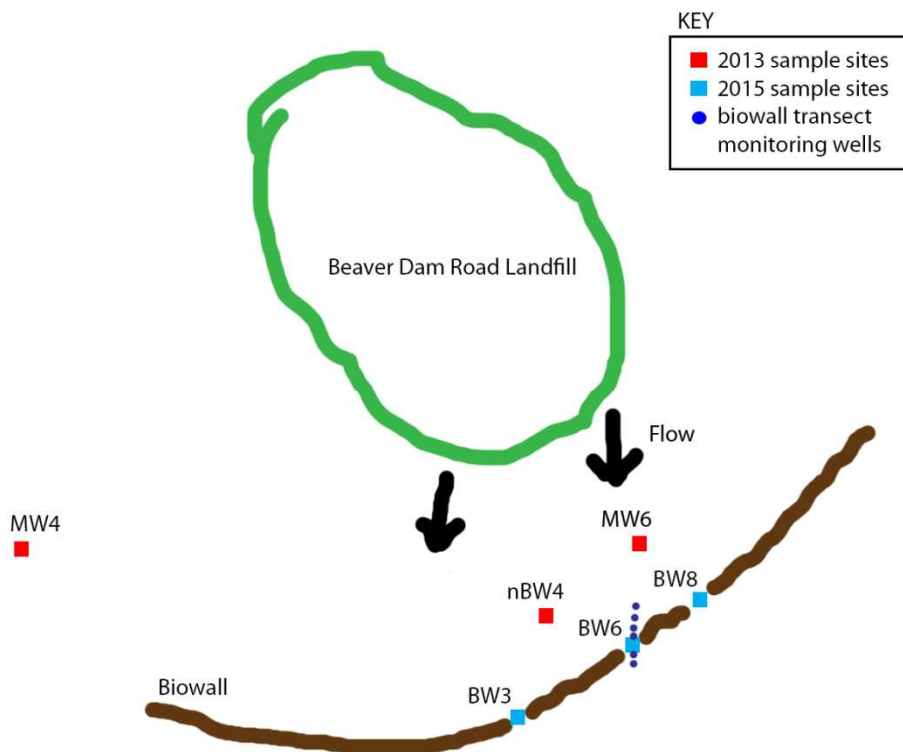 KEY
2013 sample sites
2015 sample sites
biowall transect
monitoring wells
Beaver Dam Road Landfill
Flow
MW4
MW6
BW8
nBW4
BW6
Biowall
BW3